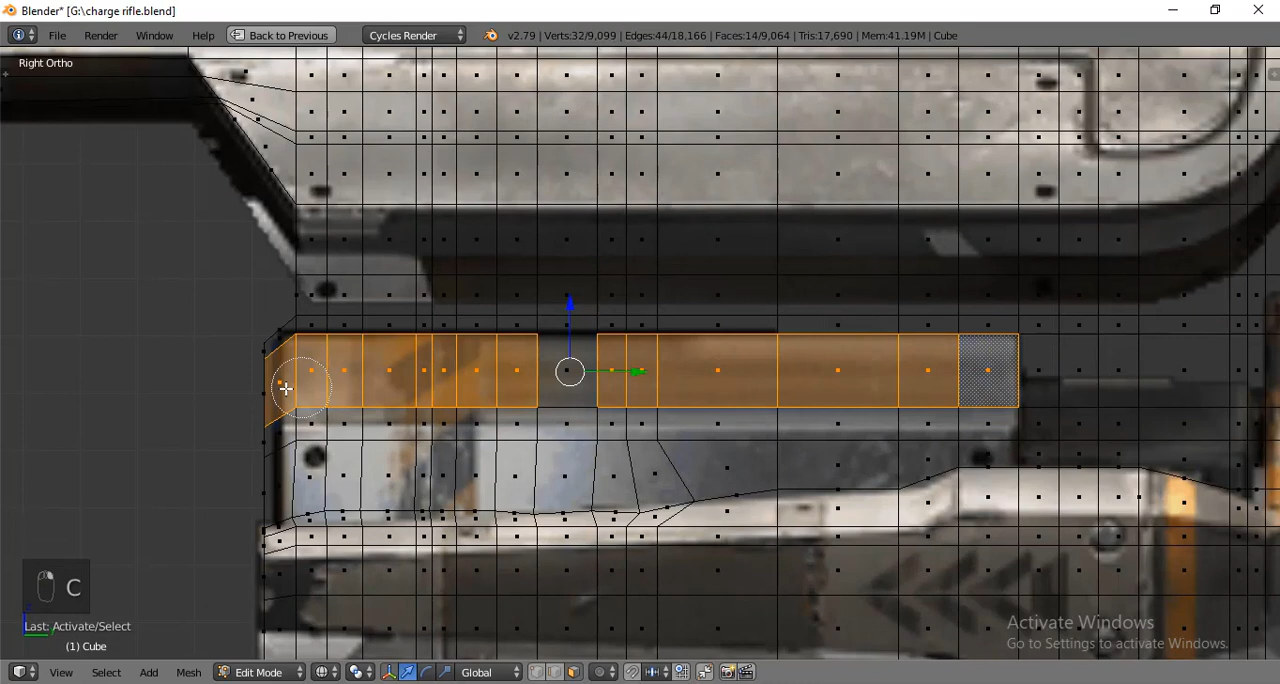 Blender* [G:\charge rifle.blend]
File Render Window Help Back to Previous Cycles Render v2.79 | Verts:32/9,099 | Edges:44/18,166 | Faces:14/9,064 | Tris:17,690 | Mem:41.19M | Cube
Right Ortho
C
Last: Activate/Select
(1) Cube
Activate Windows
Go to Settings to activate Windows.
View Select Add Mesh Edit Mode Global